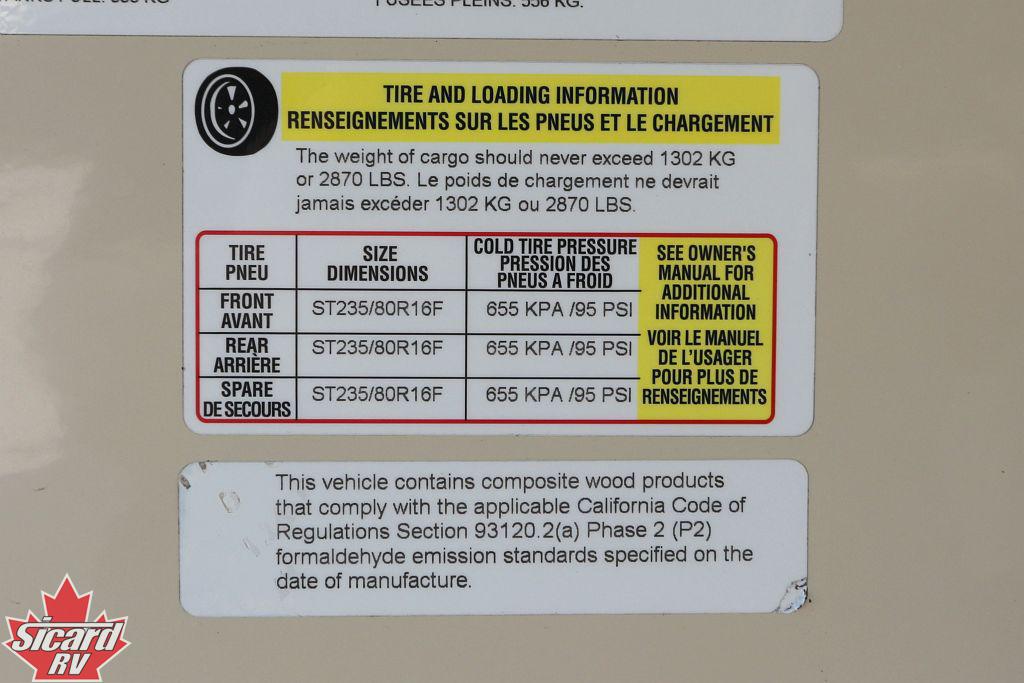 PLEINS: 556 KG.
TIRE AND LOADING INFORMATION
RENSEIGNEMENTS SUR LES PNEUS ET LE CHARGEMENT
The weight of cargo should never exceed 1302 KG
or 2870 LBS. Le poids de chargement ne devrait
jamais excéder 1302 KG ou 2870 LBS.
TIRE
PNEU
SIZE
DIMENSIONS
COLD TIRE PRESSURE
PRESSION DES
PNEUS A FROID
SEE OWNER'S
MANUAL FOR
ADDITIONAL
INFORMATION
VOIR LE MANUEL
DE L'USAGER
POUR PLUS DE
RENSEIGNEMENTS
FRONT
AVANT
ST235/80R16F
655 KPA /95 PSI
REAR
ARRIÈRE
ST235/80R16F
655 KPA /95 PSI
SPARE
DE SECOURS
ST235/80R16F
655 KPA /95 PSI
This vehicle contains composite wood products
that comply with the applicable California Code of
Regulations Section 93120.2(a) Phase 2 (P2)
formaldehyde emission standards specified on the
date of manufacture.
Sicard
RV